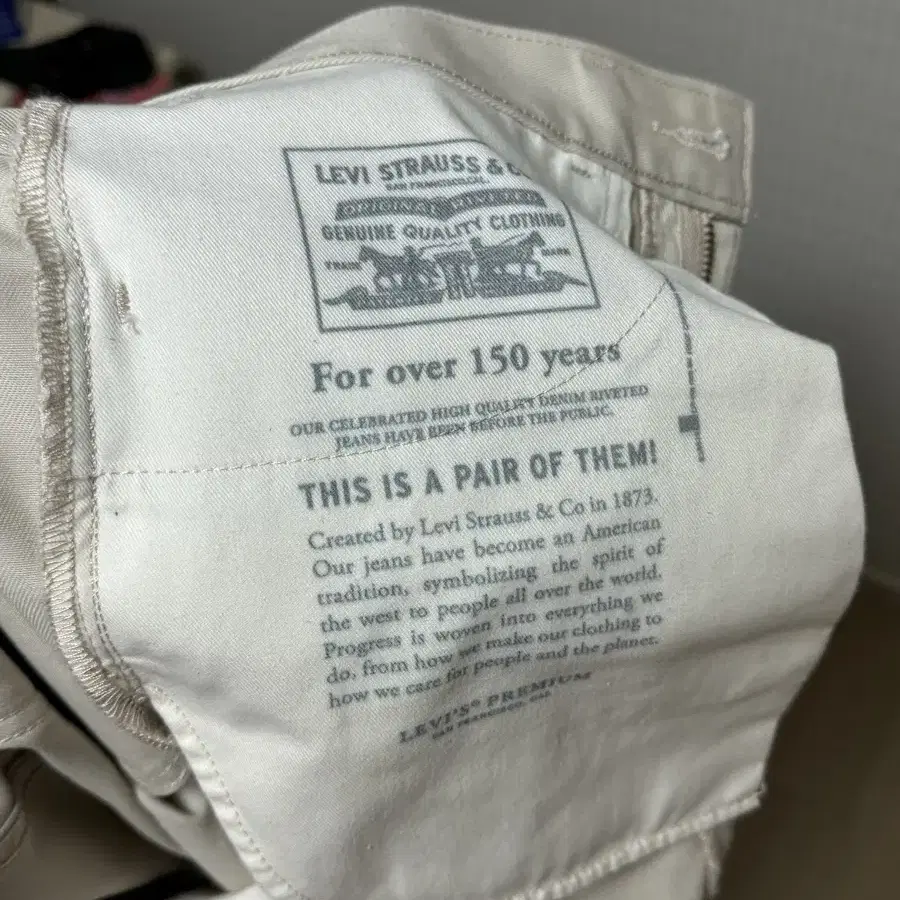 LEVI STRAUSS & C
SAN FRANCISCO, CAL
ORIGINAL RIVETED
GENUINE QUALITY CLOTHING
TRADE MARK
For over 150 years
OUR CELEBRATED HIGH QUALITY DENIM RIVETED
JEANS HAVE BEEN BEFORE THE PUBLIC.
THIS IS A PAIR OF THEM!
Created by Levi Strauss & Co in 1873.
Our jeans have become an American
tradition, symbolizing the spirit of
the west to people all over the world.
Progress is woven into everything we
do, from how we make our clothing to
how we care for people and the planet.
LEVI'S® PREMIUM
SAN FRANCISCO, CAL